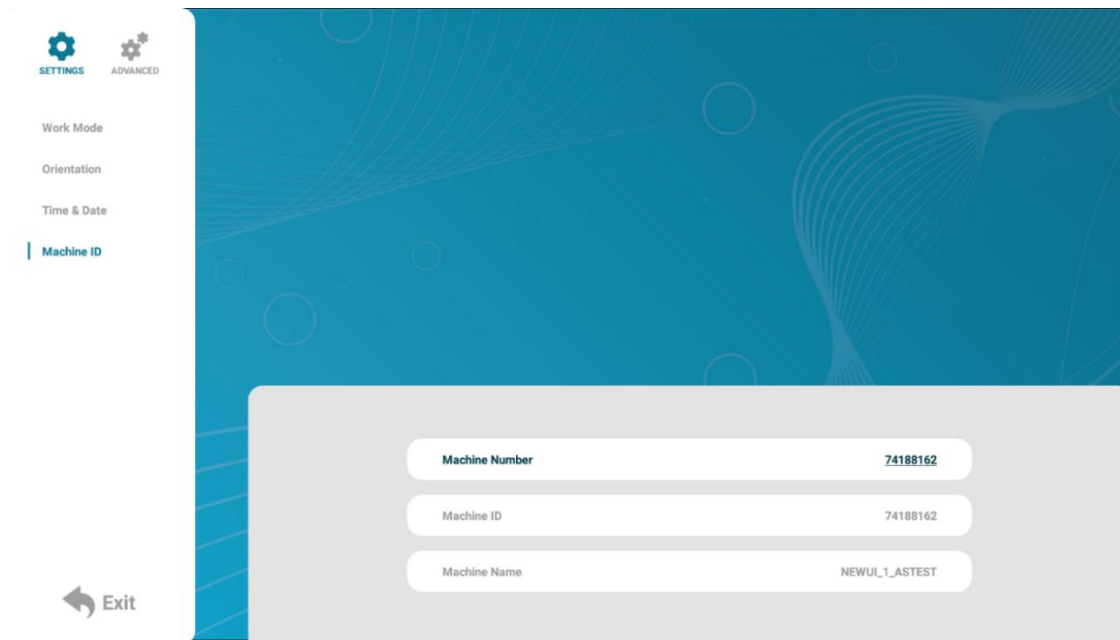 SETTINGS ADVANCED
Work Mode
Orientation
Time & Date
Machine ID
Machine Number 74188162
Machine ID 74188162
Machine Name NEWUI_1_ASTEST
Exit